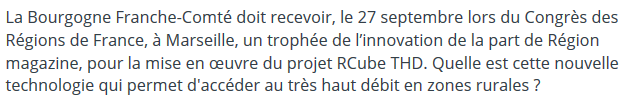 La Bourgogne Franche-Comté doit recevoir, le 27 septembre lors du Congrès des
Régions de France, à Marseille, un trophée de l’innovation de la part de Région
magazine, pour la mise en œuvre du projet RCube THD. Quelle est cette nouvelle
technologie qui permet d'accéder au très haut débit en zones rurales ?